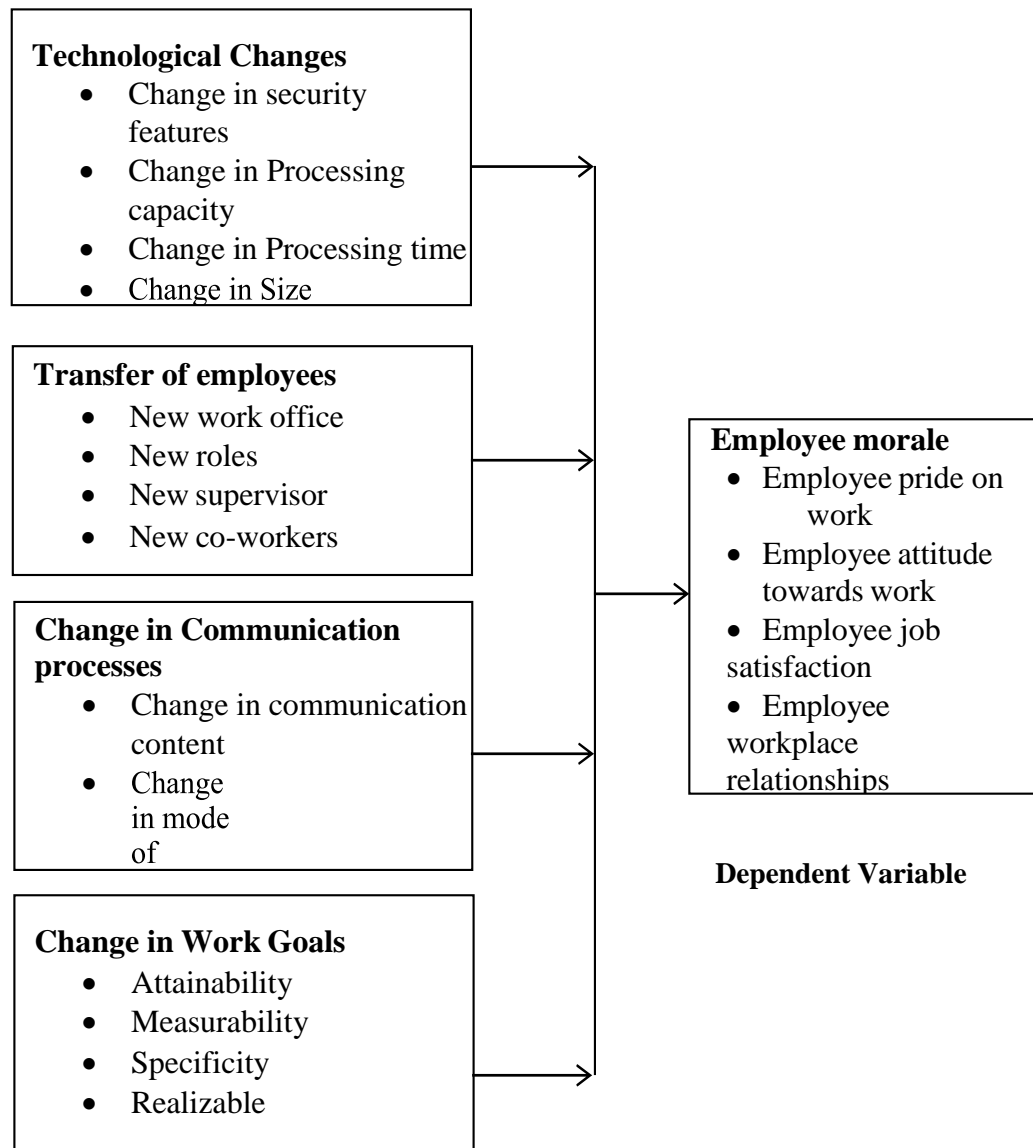 Technological Changes
• Change in security
features
• Change in Processing
capacity
• Change in Processing time
• Change in Size
Transfer of employees
• New work office
• New roles
• New supervisor
• New co-workers
Change in Communication
processes
• Change in communication
content
• Change
in mode
of
Change in Work Goals
• Attainability
• Measurability
• Specificity
• Realizable
Employee morale
• Employee pride on
work
• Employee attitude
towards work
• Employee job
satisfaction
• Employee
workplace
relationships
Dependent Variable